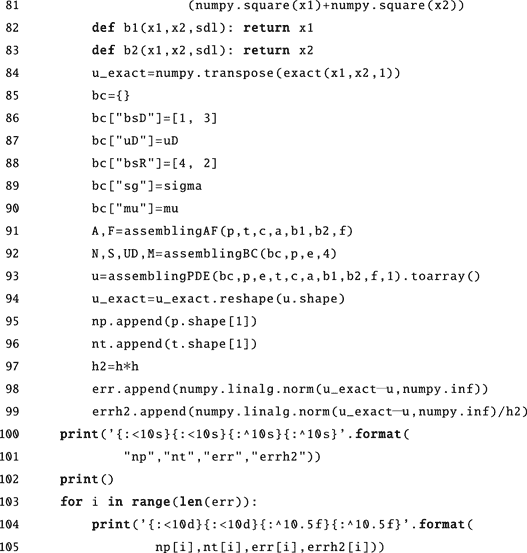 81 (numpy.square(x1)+numpy.square(x2))
82 def b1(x1,x2,sdl): return x1
83 def b2(x1,x2,sdl): return x2
84 u_exact=numpy.transpose(exact(x1,x2,1))
85 bc={}
86 bc["bsD"]=[1, 3]
87 bc["uD"]=uD
88 bc["bsR"]=[4, 2]
89 bc["sg"]=sigma
90 bc["mu"]=mu
91 A,F=assemblingAF(p,t,c,a,b1,b2,f)
92 N,S,UD,M=assemblingBC(bc,p,e,4)
93 u=assemblingPDE(bc,p,e,t,c,a,b1,b2,f,1).toarray()
94 u_exact=u_exact.reshape(u.shape)
95 np.append(p.shape[1])
96 nt.append(t.shape[1])
97 h2=h*h
98 err.append(numpy.linalg.norm(u_exact—u,numpy.inf))
99 errh2.append(numpy.linalg.norm(u_exact—u,numpy.inf)/h2)
100 print('{:<10s}{:<10s}{:^10s}{:^10s}'.format(
101 "np","nt","err","errh2"))
102 print()
103 for i in range(len(err)):
104 print('{:<10d}{:<10d}{:^10.5f}{:^10.5f}'.format(
105 np[i],nt[i],err[i],errh2[i]))